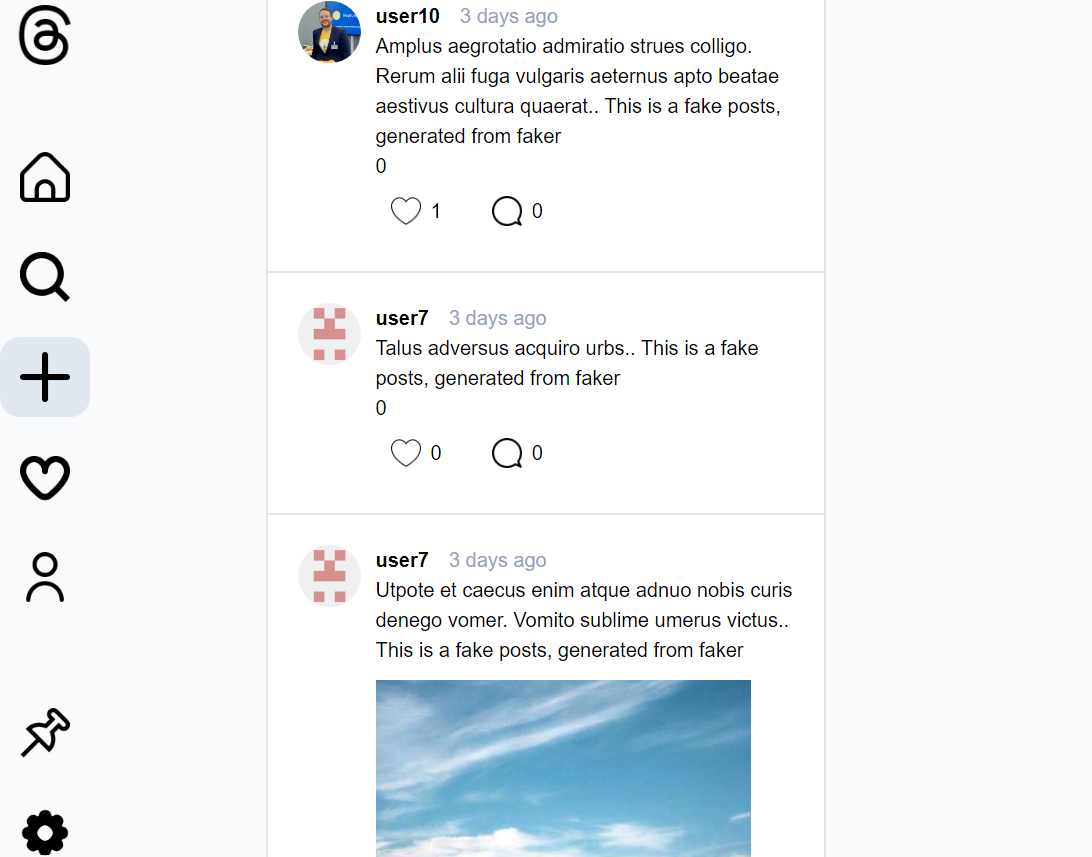 user10 3 days ago
Amplus aegrotatio admiratio strues colligo.
Rerum alii fuga vulgaris aeternus apto beatae
aestivus cultura quaerat.. This is a fake posts,
generated from faker
0
1 0
user7 3 days ago
Talus adversus acquiro urbs.. This is a fake
posts, generated from faker
0
0 0
user7 3 days ago
Utpote et caecus enim atque adnuo nobis curis
denego vomer. Vomito sublime umerus victus..
This is a fake posts, generated from faker